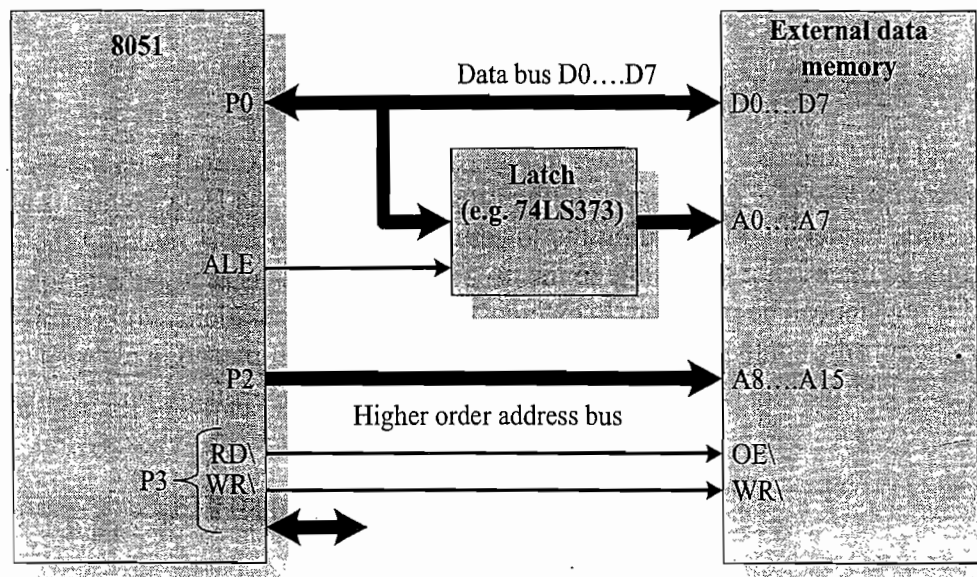 8051
External data
memory
Data bus D0....D7
P0
D0....D7
Latch
(e.g. 74LS373)
A0....A7
ALE
P2
A8....A15
Higher order address bus
P3
RD\
OE\
WR\
WR\